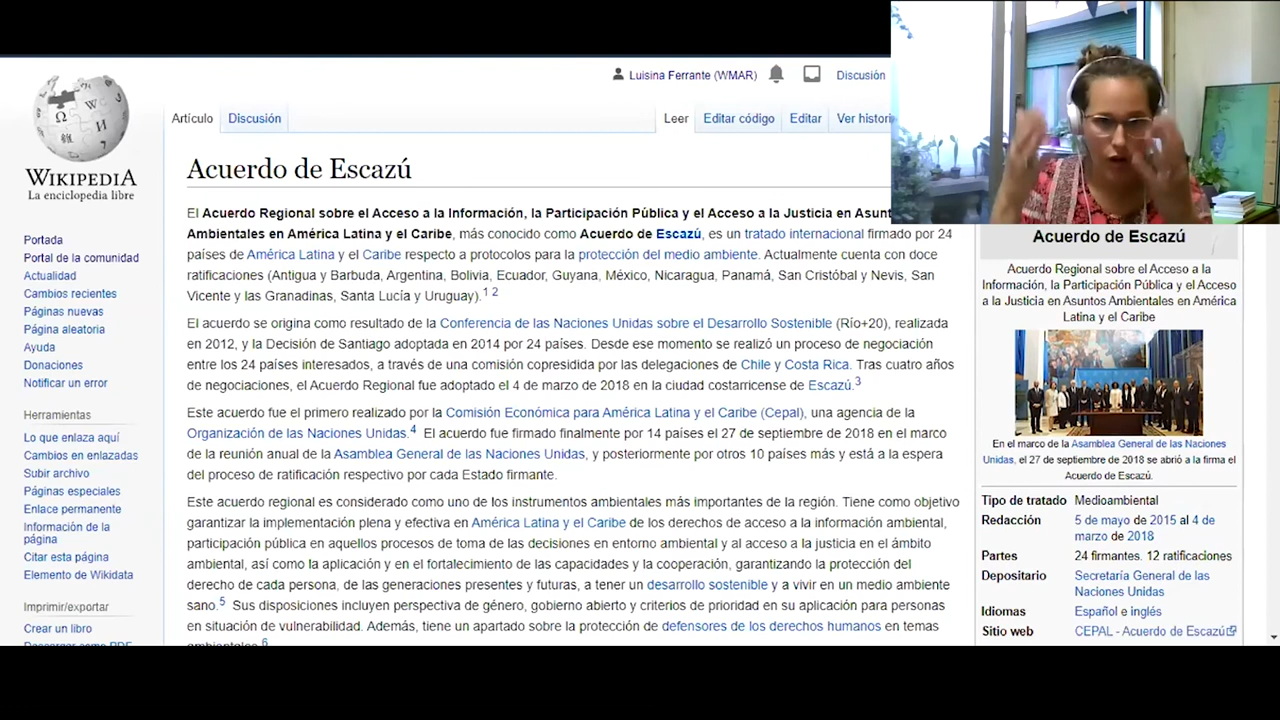 Luisina Ferrante (WMAR)
Discusión
Artículo
Discusión
Leer
Editar código
Editar
Ver histori
WIKIPEDIA
La enciclopedia libre
Portada
Portal de la comunidad
Actualidad
Cambios recientes
Páginas nuevas
Página aleatoria
Ayuda
Donaciones
Notificar un error
Herramientas
Lo que enlaza aquí
Cambios en enlazadas
Subir archivo
Páginas especiales
Enlace permanente
Información de la
página
Citar esta página
Elemento de Wikidata
Imprimir/exportar
Crear un libro
Descargar como PDF
Acuerdo de Escazú
El Acuerdo Regional sobre el Acceso a la Información, la Participación Pública y el Acceso a la Justicia en Asunt
Ambientales en América Latina y el Caribe, más conocido como Acuerdo de Escazú, es un tratado internacional firmado por 24
países de América Latina y el Caribe respecto a protocolos para la protección del medio ambiente. Actualmente cuenta con doce
ratificaciones (Antigua y Barbuda, Argentina, Bolivia, Ecuador, Guyana, México, Nicaragua, Panamá, San Cristóbal y Nevis, San
Vicente y las Granadinas, Santa Lucía y Uruguay).1 2
El acuerdo se origina como resultado de la Conferencia de las Naciones Unidas sobre el Desarrollo Sostenible (Río+20), realizada
en 2012, y la Decisión de Santiago adoptada en 2014 por 24 países. Desde ese momento se realizó un proceso de negociación
entre los 24 países interesados, a través de una comisión copresidida por las delegaciones de Chile y Costa Rica. Tras cuatro años
de negociaciones, el Acuerdo Regional fue adoptado el 4 de marzo de 2018 en la ciudad costarricense de Escazú.3
Este acuerdo fue el primero realizado por la Comisión Económica para América Latina y el Caribe (Cepal), una agencia de la
Organización de las Naciones Unidas.4 El acuerdo fue firmado finalmente por 14 países el 27 de septiembre de 2018 en el marco
de la reunión anual de la Asamblea General de las Naciones Unidas, y posteriormente por otros 10 países más y está a la espera
del proceso de ratificación respectivo por cada Estado firmante.
Este acuerdo regional es considerado como uno de los instrumentos ambientales más importantes de la región. Tiene como objetivo
garantizar la implementación plena y efectiva en América Latina y el Caribe de los derechos de acceso a la información ambiental,
participación pública en aquellos proceso de toma de las decisiones en entorno ambiental y al acceso a la justicia en el ámbito
ambiental, así como la aplicación y en el fortalecimiento de las capacidades y la cooperación, garantizando la protección del
derecho de cada persona, de las generaciones presentes y futuras, a tener un desarrollo sostenible y a vivir en un medio ambiente
sano.5 Sus disposiciones incluyen perspectiva de género, gobierno abierto y criterios de prioridad en su aplicación para personas
en situación de vulnerabilidad. Además, tiene un apartado sobre la protección de defensores de los derechos humanos en temas
ambientales.6
Acuerdo de Escazú
Acuerdo Regional sobre el Acceso a la
Información, la Participación Pública y el Acceso
a la Justicia en Asuntos Ambientales en América
Latina y el Caribe
En el marco de la Asamblea General de las Naciones
Unidas, el 27 de septiembre de 2018 se abrió a la firma el
Acuerdo de Escazú.
Tipo de tratado Medioambiental
Redacción 5 de mayo de 2015 al 4 de
marzo de 2018
Partes 24 firmantes. 12 ratificaciones
Depositario Secretaría General de las
Naciones Unidas
Idiomas Español e inglés
Sitio web CEPAL - Acuerdo de Escazú